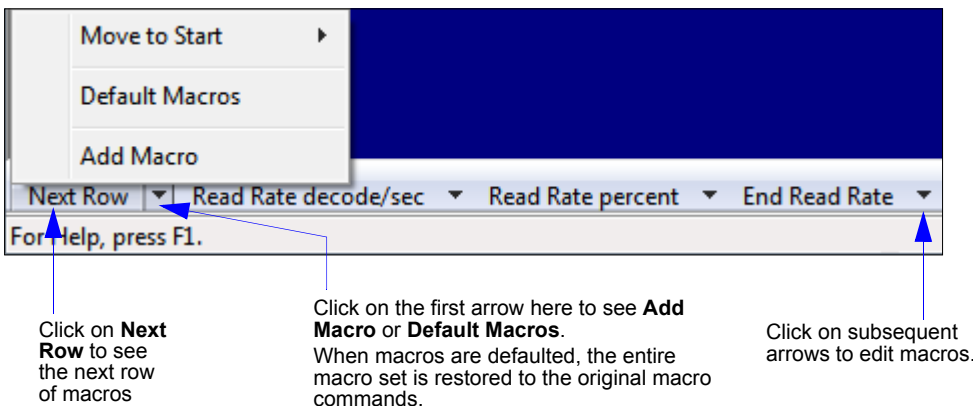 Move to Start
Default Macros
Add Macro
Next Row Read Rate decode/sec Read Rate percent End Read Rate
For Help, press F1.
Click on Next
Row to see
the next row
of macros
Click on the first arrow here to see Add
Macro or Default Macros.
When macros are defaulted, the entire
macro set is restored to the original macro
commands.
Click on subsequent
arrows to edit macros.